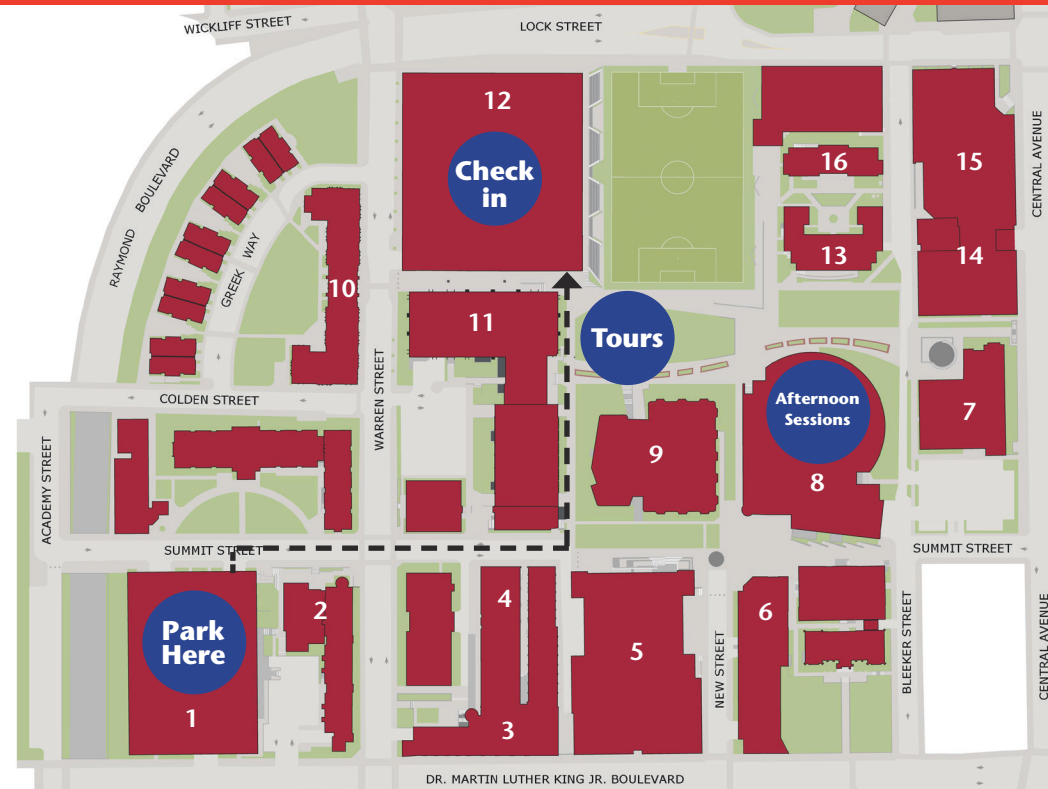 WICKLIFF STREET
LOCK STREET
12
Check
in
16
15
CENTRAL AVENUE
RAYMOND BOULEVARD
GREEK WAY
10
11
Tours
13
14
COLDEN STREET
WARREN STREET
Afternoon
Sessions
7
9
8
ACADEMY STREET
SUMMIT STREET
SUMMIT STREET
Park
Here
1
2
4
3
5
NEW STREET
6
BLEEKER STREET
CENTRAL AVENUE
DR. MARTIN LUTHER KING JR. BOULEVARD